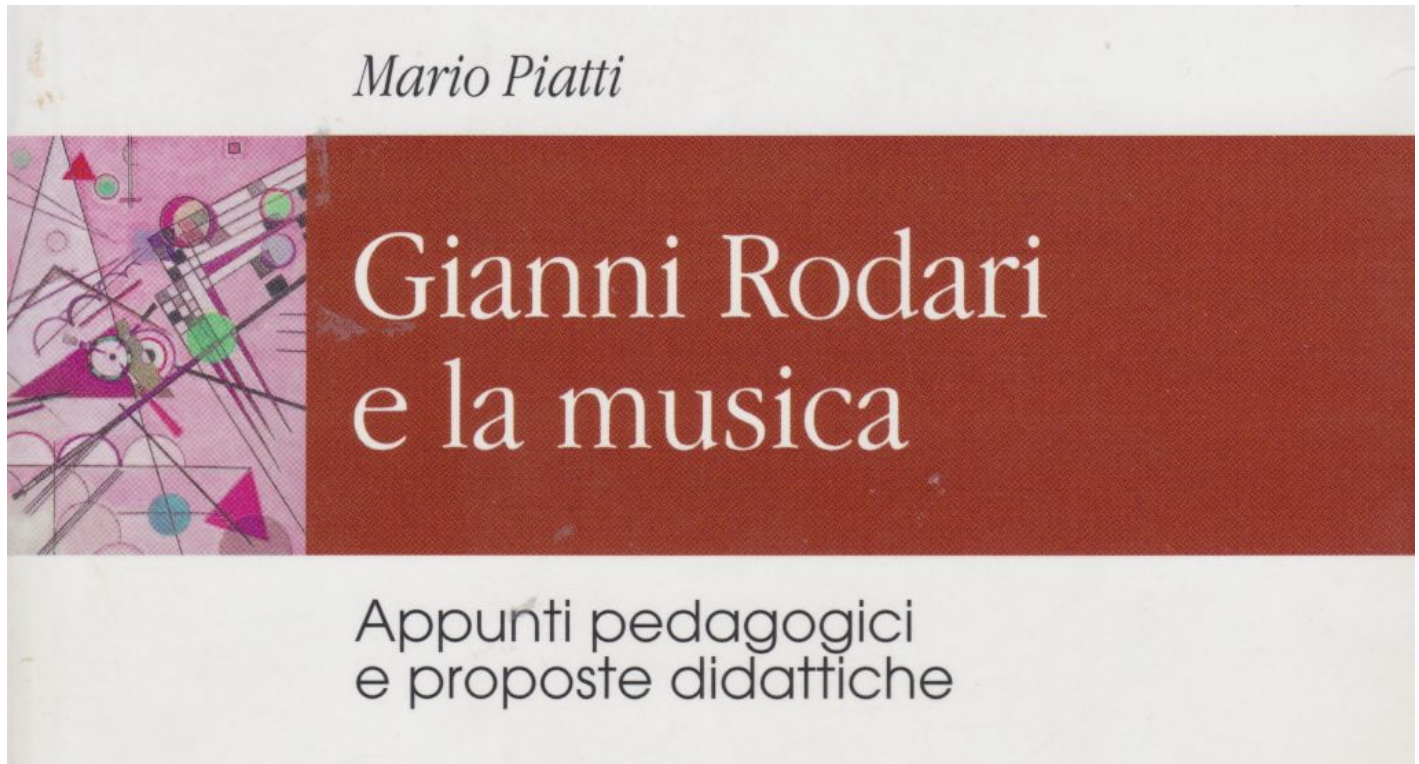 Mario Piatti
Gianni Rodari
e la musica
Appunti pedagogici
e proposte didattiche